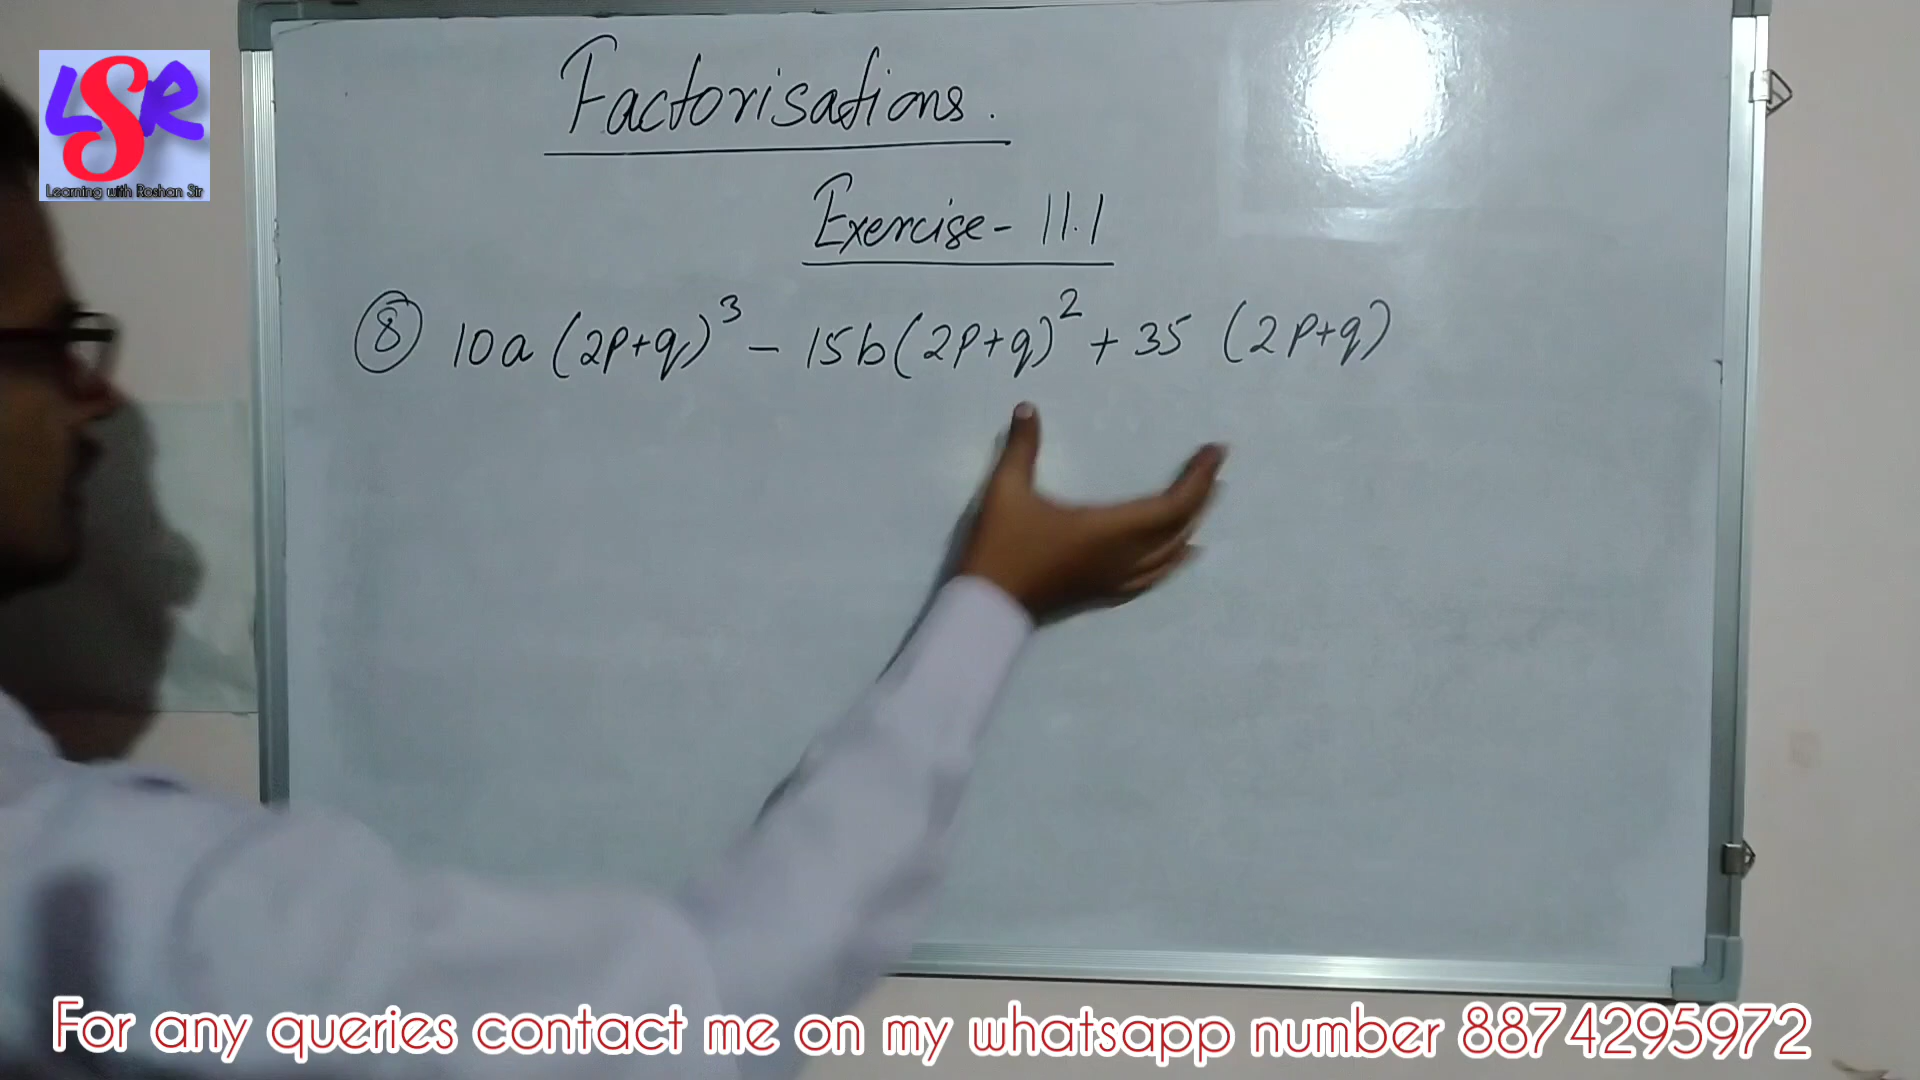 LSR
Learning with Roshan Sir
Factorisations.
Exercise - 11.1
⑧ 10a (2p+q)³ - 15b(2p+q)² + 35 (2p+q)
For any queries contact me on my whatsapp number 8874295972